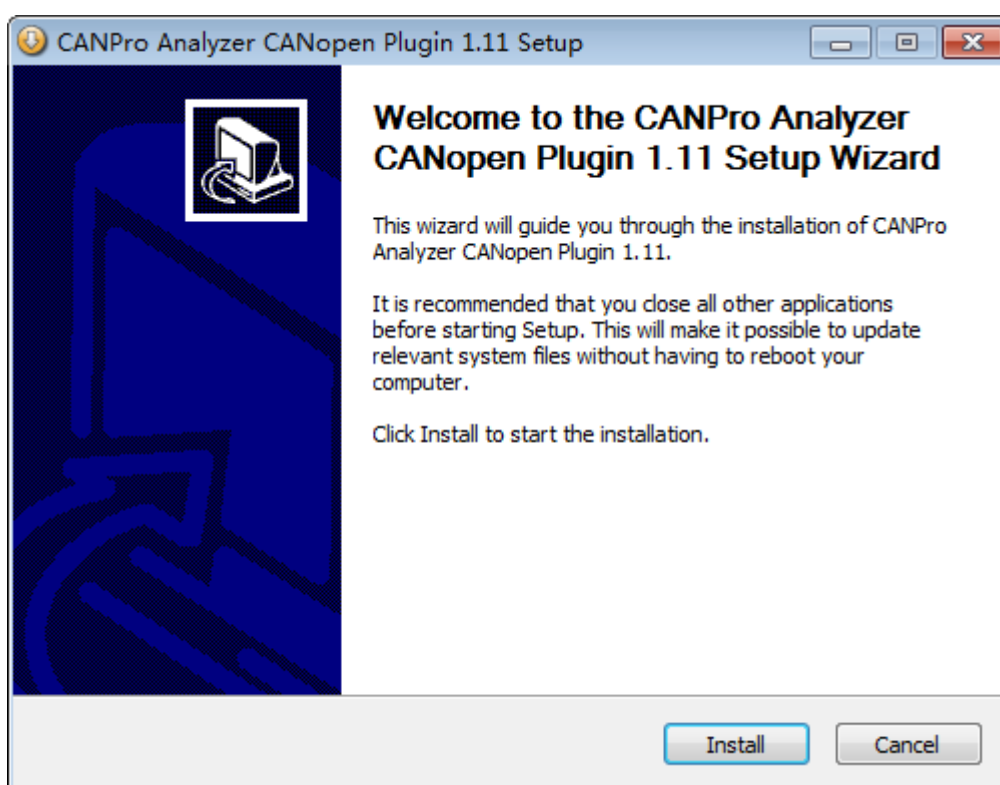 CANPro Analyzer CANopen Plugin 1.11 Setup
Welcome to the CANPro Analyzer
CANopen Plugin 1.11 Setup Wizard
This wizard will guide you through the installation of CANPro
Analyzer CANopen Plugin 1.11.
It is recommended that you close all other applications
before starting Setup. This will make it possible to update
relevant system files without having to reboot your
computer.
Click Install to start the installation.
Install
Cancel